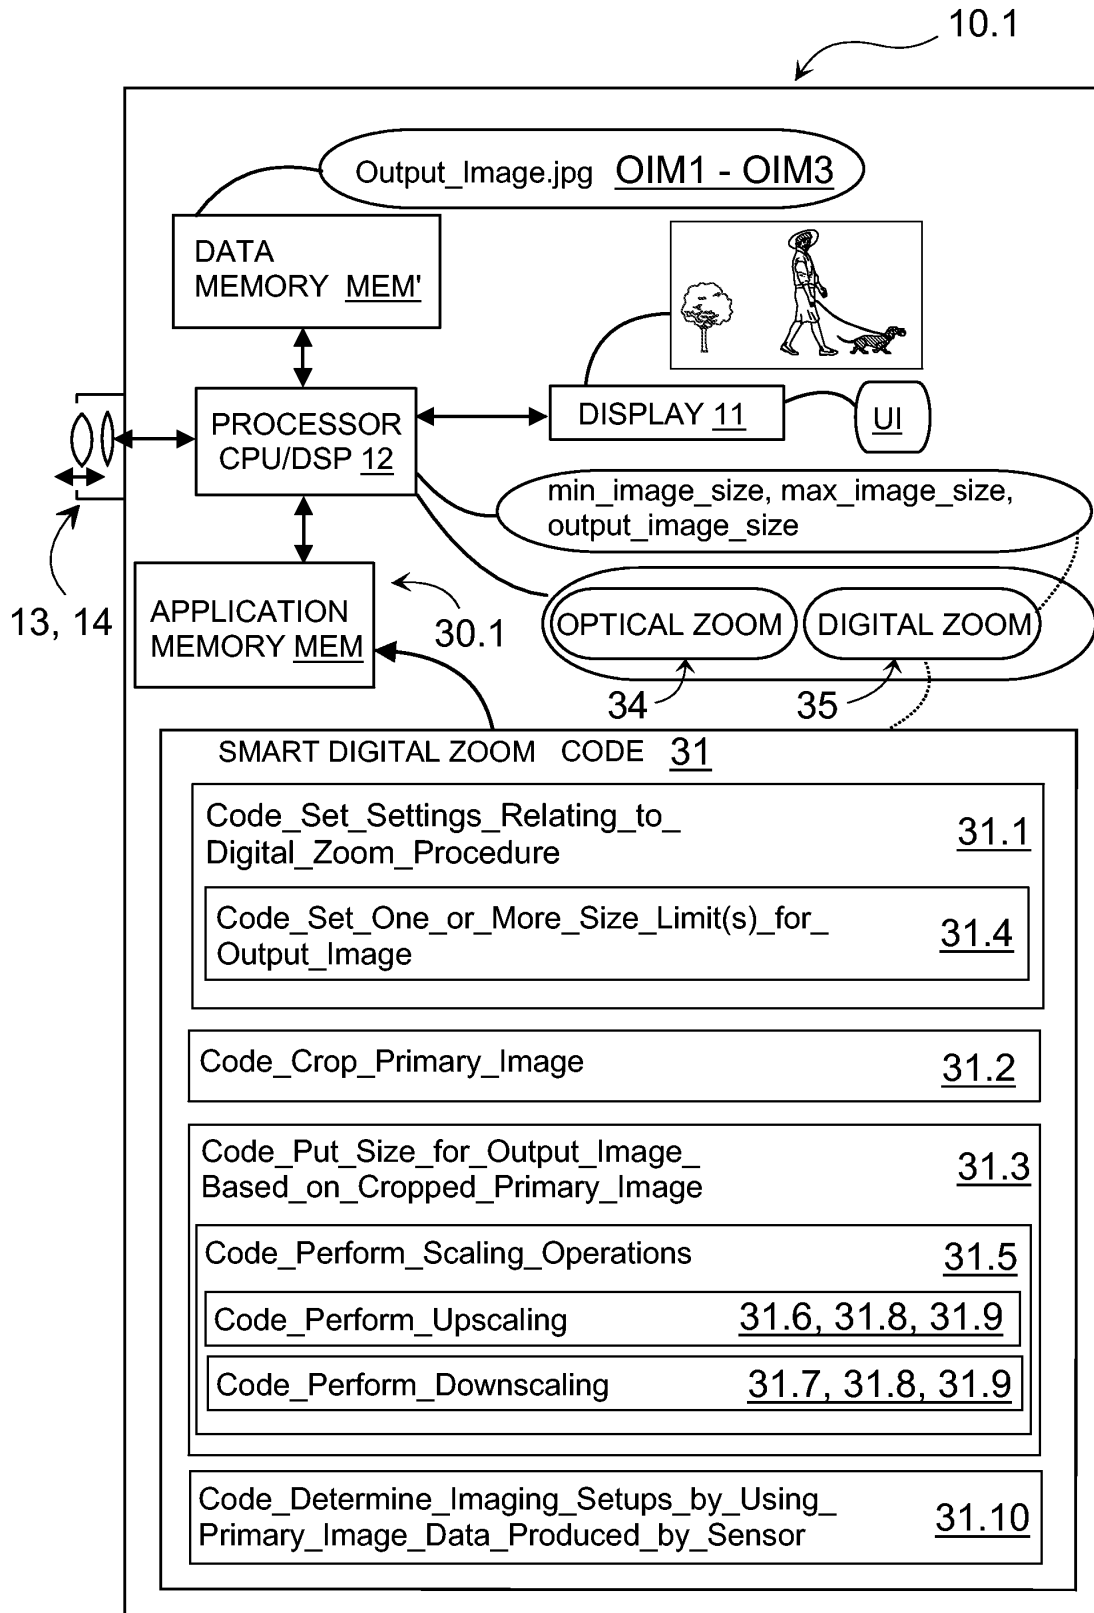 10.1
Output_Image.jpg OIM1 - OIM3
DATA
MEMORY MEM'
PROCESSOR
CPU/DSP 12
DISPLAY 11
UI
min_image_size, max_image_size,
output_image_size
13, 14
APPLICATION
MEMORY MEM
30.1
OPTICAL ZOOM
DIGITAL ZOOM
34
35
SMART DIGITAL ZOOM CODE 31
Code_Set_Settings_Relating_to_
Digital_Zoom_Procedure
31.1
Code_Set_One_or_More_Size_Limit(s)_for_
Output_Image
31.4
Code_Crop_Primary_Image
31.2
Code_Put_Size_for_Output_Image_
Based_on_Cropped_Primary_Image
31.3
Code_Perform_Scaling_Operations
31.5
Code_Perform_Upscaling
31.6, 31.8, 31.9
Code_Perform_Downscaling
31.7, 31.8, 31.9
Code_Determine_Imaging_Setups_by_Using_
Primary_Image_Data_Produced_by_Sensor
31.10